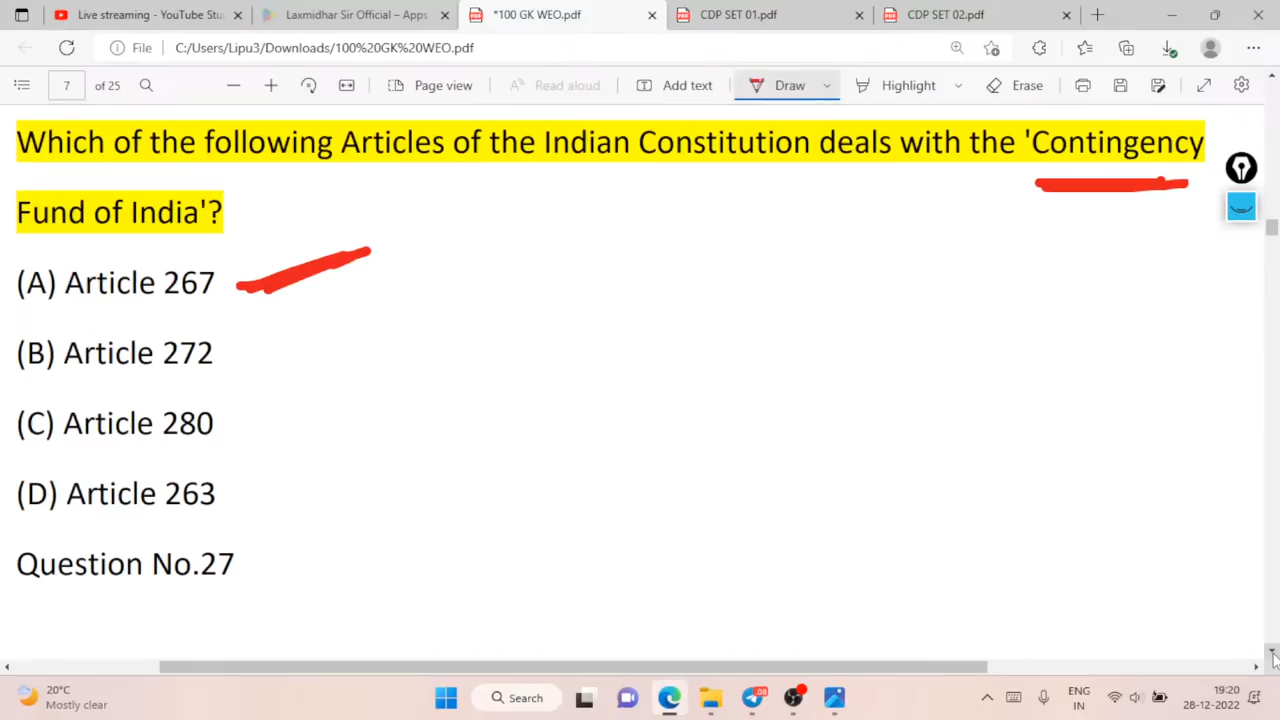 Live streaming - YouTube Stu
Laxmidhar Sir Official – Apps
*100 GK WEO.pdf
CDP SET 01.pdf
CDP SET 02.pdf
File
C:/Users/Lipu3/Downloads/100%20GK%20WEO.pdf
7 of 25
Page view
Read aloud
Add text
Draw
Highlight
Erase
Which of the following Articles of the Indian Constitution deals with the 'Contingency
Fund of India'?
(A) Article 267
(B) Article 272
(C) Article 280
(D) Article 263
Question No.27
20°C
Mostly clear
Search
ENG
IN
19:20
28-12-2022